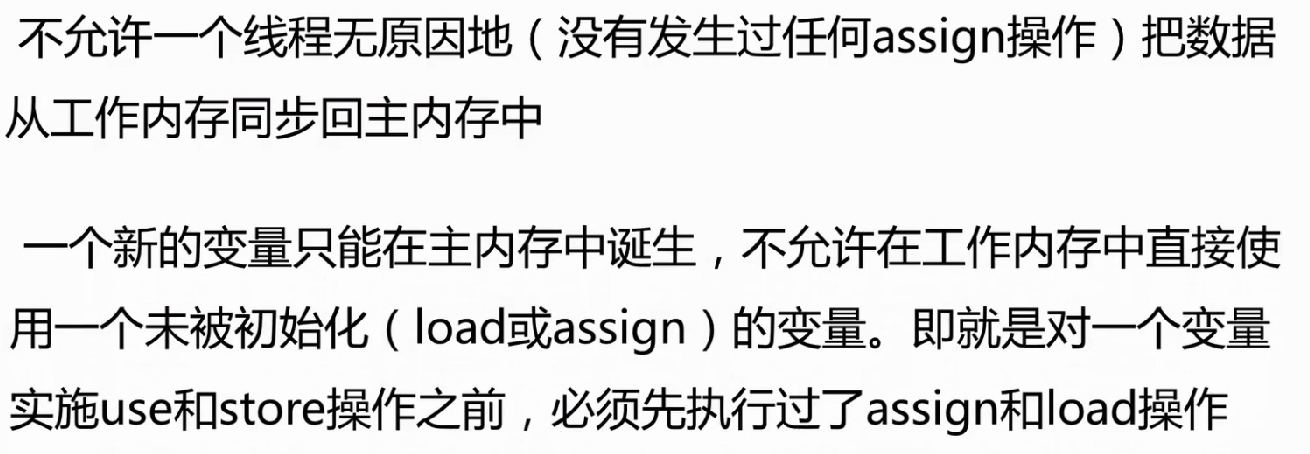 不允许一个线程无原因地（没有发生过任何assign操作）把数据
从工作内存同步回主内存中
一个新的变量只能在主内存中诞生，不允许在工作内存中直接使
用一个未被初始化（load或assign）的变量。即就是对一个变量
实施use和store操作之前，必须先执行过了assign和load操作